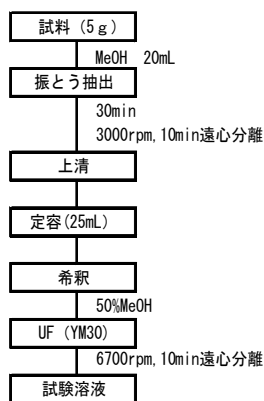 試料（5ｇ）
MeOH 20mL
振とう抽出
30min
3000rpm,10min遠心分離
上清
定容(25mL)
希釈
50%MeOH
UF (YM30)
6700rpm,10min遠心分離
試験溶液